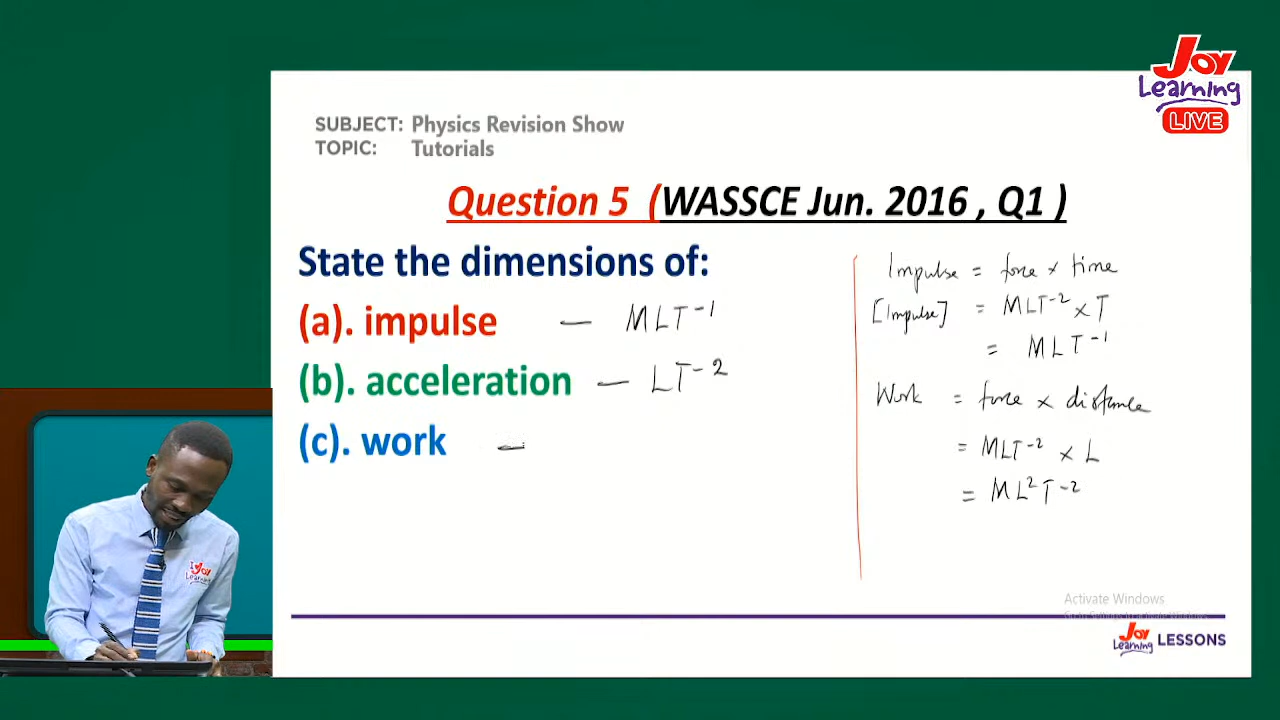 Joy
Learning
LIVE
SUBJECT: Physics Revision Show
TOPIC: Tutorials
Question 5 (WASSCE Jun. 2016 , Q1 )
State the dimensions of:
(a). impulse — MLT⁻¹
(b). acceleration — LT⁻²
(c). work —
Impulse = force × time
[Impulse] = MLT⁻² × T
= MLT⁻¹
Work = force × distance
= MLT⁻² × L
= ML²T⁻²
Joy
Learning
Activate Windows
Joy
Learning LESSONS